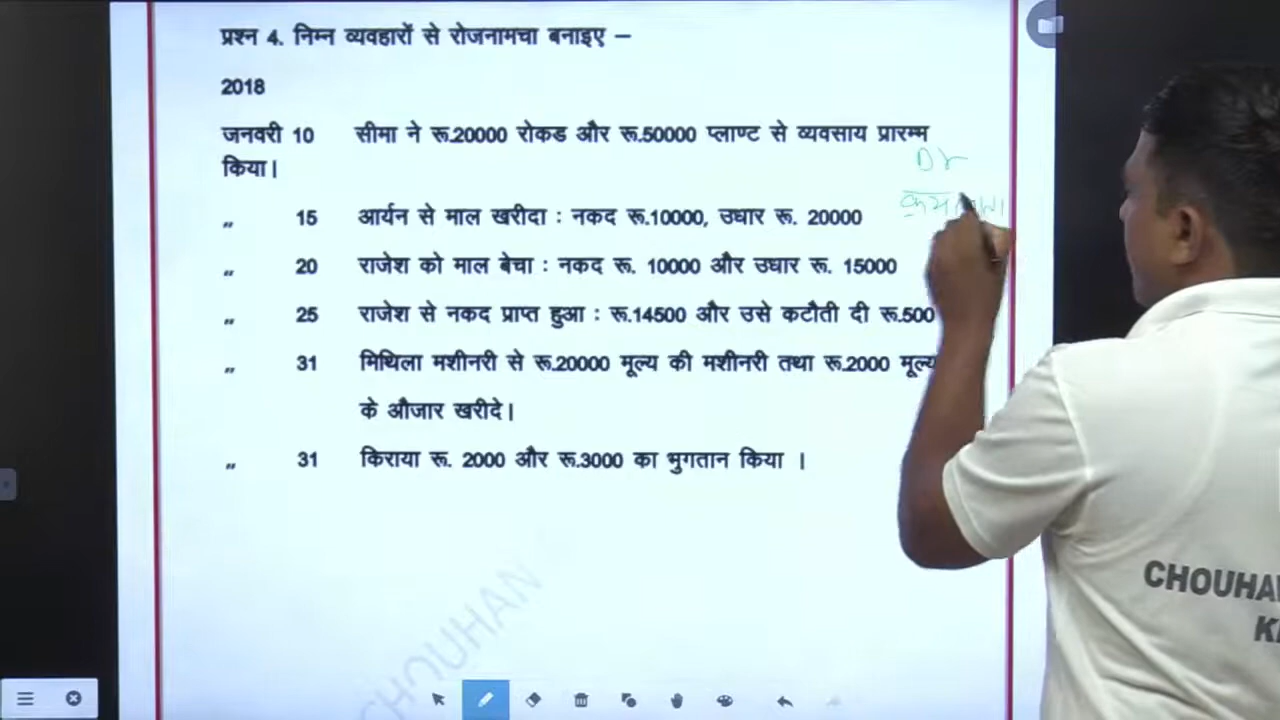 प्रश्न 4. निम्न व्यवहारों से रोजनामचा बनाइए –
2018
जनवरी 10 सीमा ने रू.20000 रोकड और रू.50000 प्लाण्ट से व्यवसाय प्रारम्भ
किया।
Dr
क्रय
„ 15 आर्यन से माल खरीदा : नकद रू.10000, उधार रू. 20000
„ 20 राजेश को माल बेचा : नकद रू. 10000 और उधार रू. 15000
„ 25 राजेश से नकद प्राप्त हुआ : रू.14500 और उसे कटौती दी रू.500
„ 31 मिथिला मशीनरी से रू.20000 मूल्य की मशीनरी तथा रू.2000 मूल्य
के औजार खरीदे।
„ 31 किराया रू. 2000 और रू.3000 का भुगतान किया ।
CHOUHAN
CHOUHA